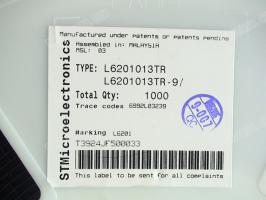 Manufactured under patents or patents pending
Assembled in: MALAYSIA
MSL: 03
STMicroelectronics
TYPE: L6201013TR
L6201013TR-9/
Total Qty: 1000
Trace codes 6992L03239
Marking L6201
T3924JF500033
This label to be sent for all complaints